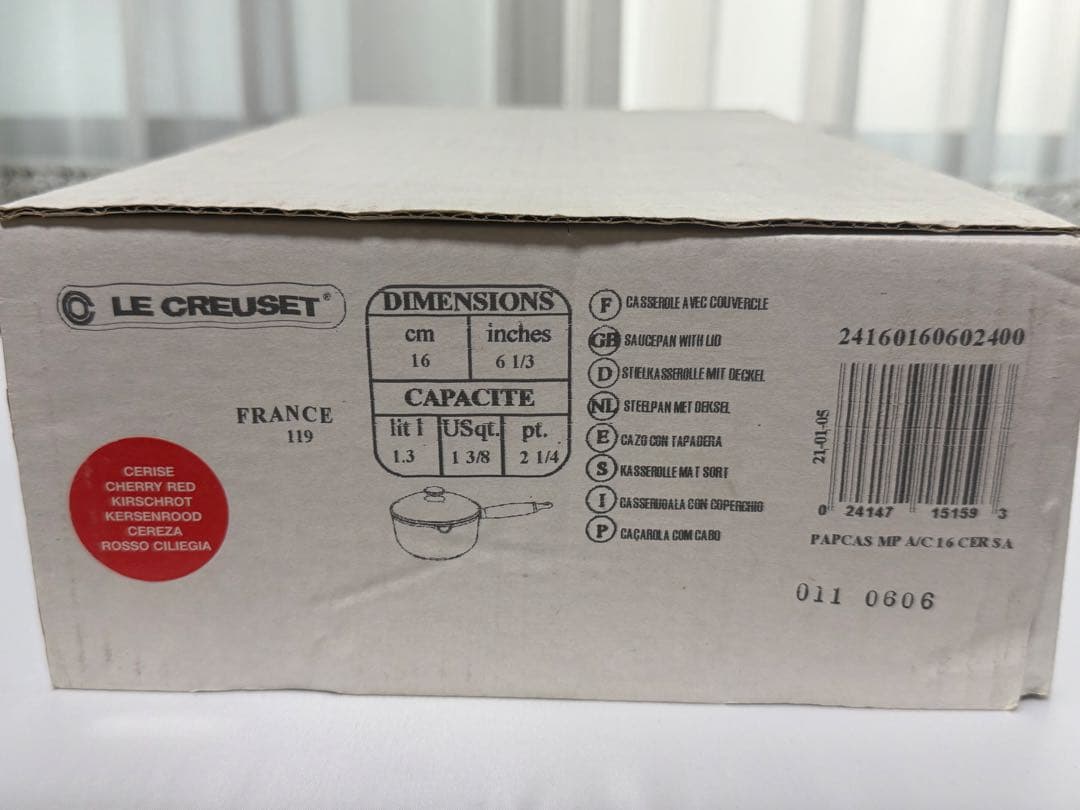 LE CREUSET®
FRANCE
119
CERISE
CHERRY RED
KIRSCHROT
KERSENROOD
CEREZA
ROSSO CILIEGIA
DIMENSIONS
cm inches
16 6 1/3
CAPACITE
lit l USqt. pt.
1.3 1 3/8 2 1/4
F CASSEROLE AVEC COUVERCLE
GB SAUCEPAN WITH LID
D STIELKASSEROLLE MIT DECKEL
NL STEELPAN MET DEKSEL
E CAZO CON TAPADERA
S KASSEROLLE MAT SORT
I CASSERUOALA CON COPERCHIO
P CAÇAROLA COM CABO
24160160602400
21-01-05
0 24147 15159 3
PAPCAS MP A/C 16 CER SA
011 0606